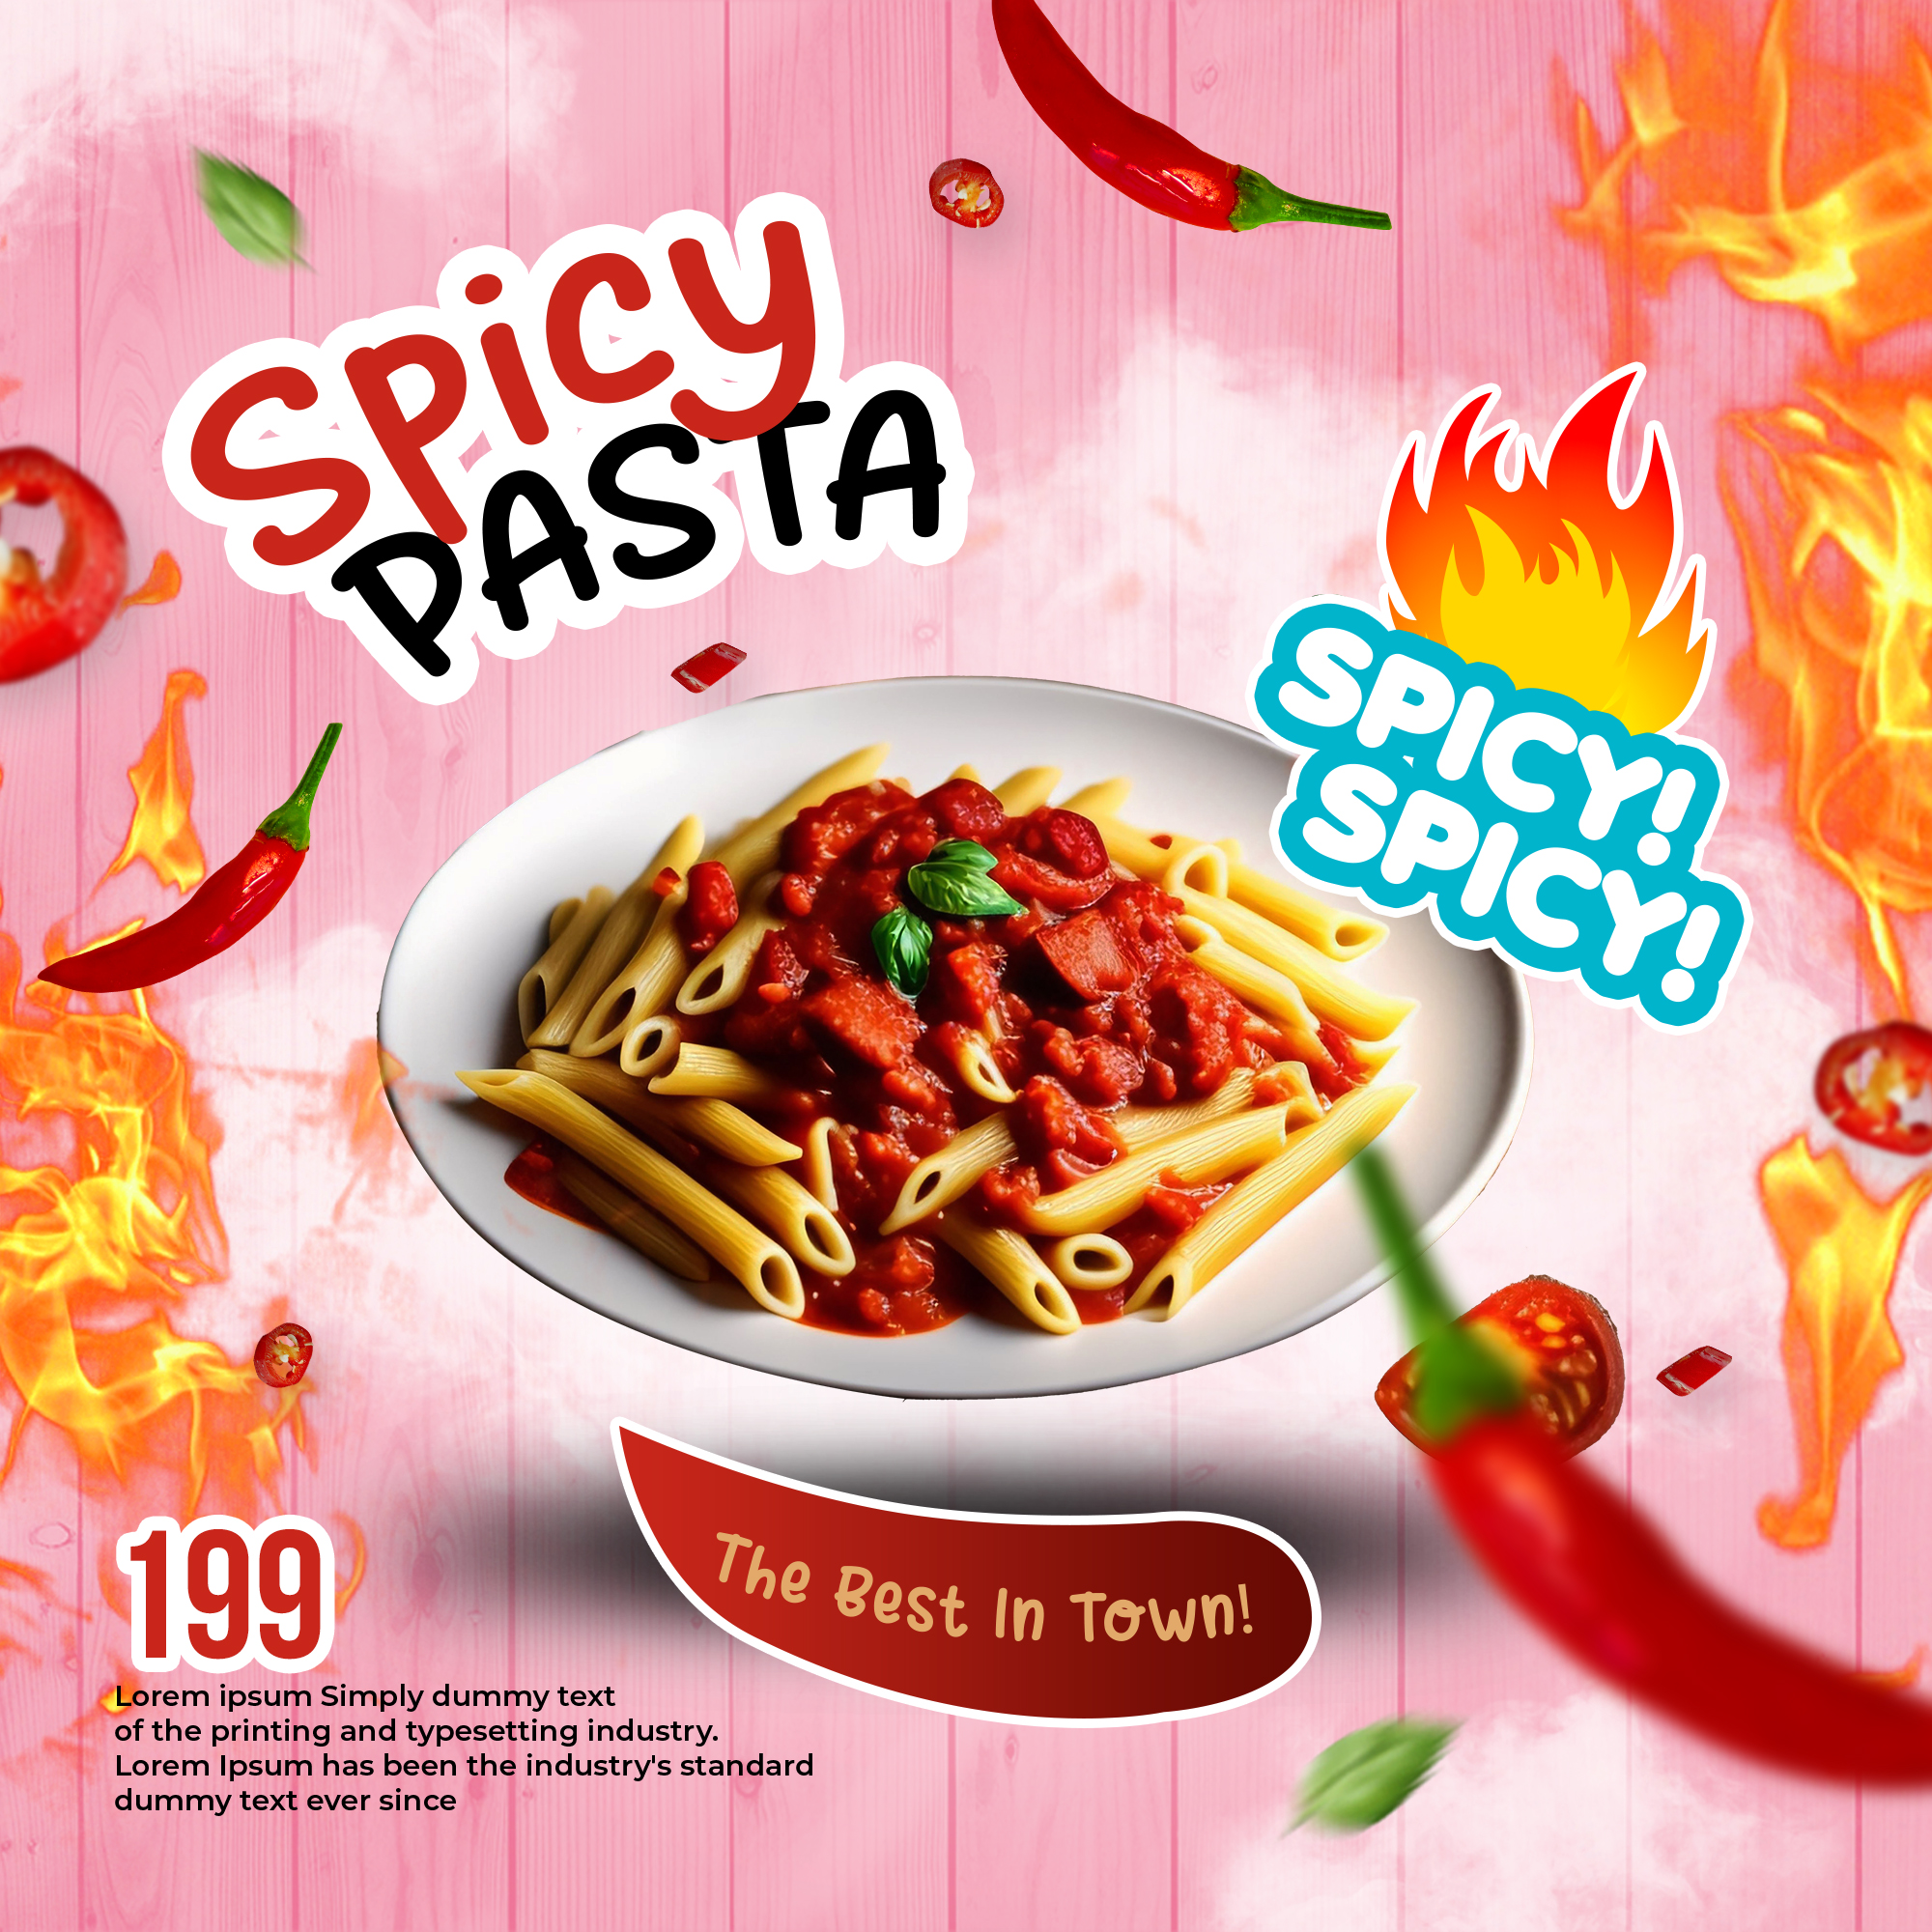 SPiCY
PASTA
SPICY!
SPICY!
The Best In Town!
199
Lorem ipsum Simply dummy text
of the printing and typesetting industry.
Lorem Ipsum has been the industry's standard
dummy text ever since